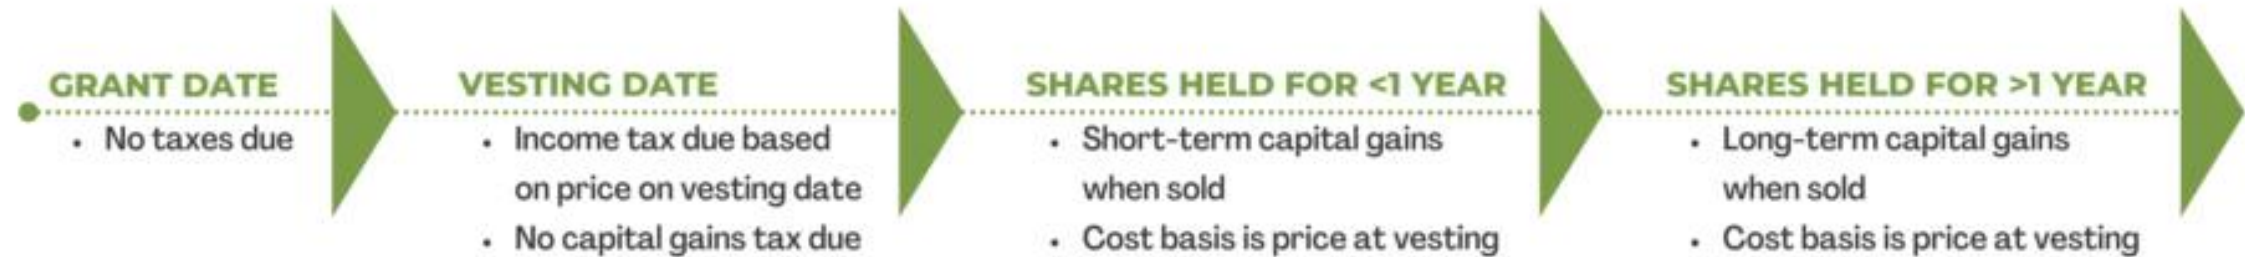 GRANT DATE
• No taxes due
VESTING DATE
• Income tax due based
on price on vesting date
• No capital gains tax due
SHARES HELD FOR <1 YEAR
• Short-term capital gains
when sold
• Cost basis is price at vesting
SHARES HELD FOR >1 YEAR
• Long-term capital gains
when sold
• Cost basis is price at vesting